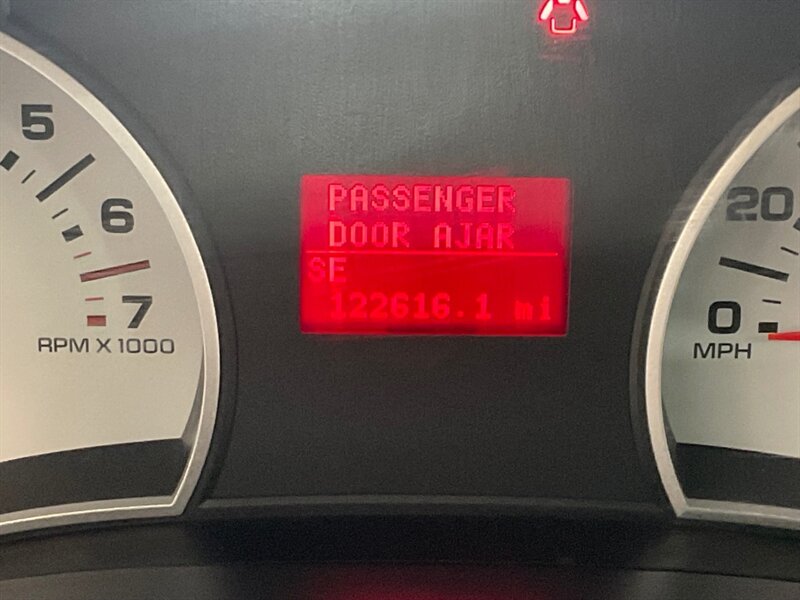 5
6
7
RPM X 1000
PASSENGER
DOOR AJAR
SE
122616.1 mi
20
0
MPH